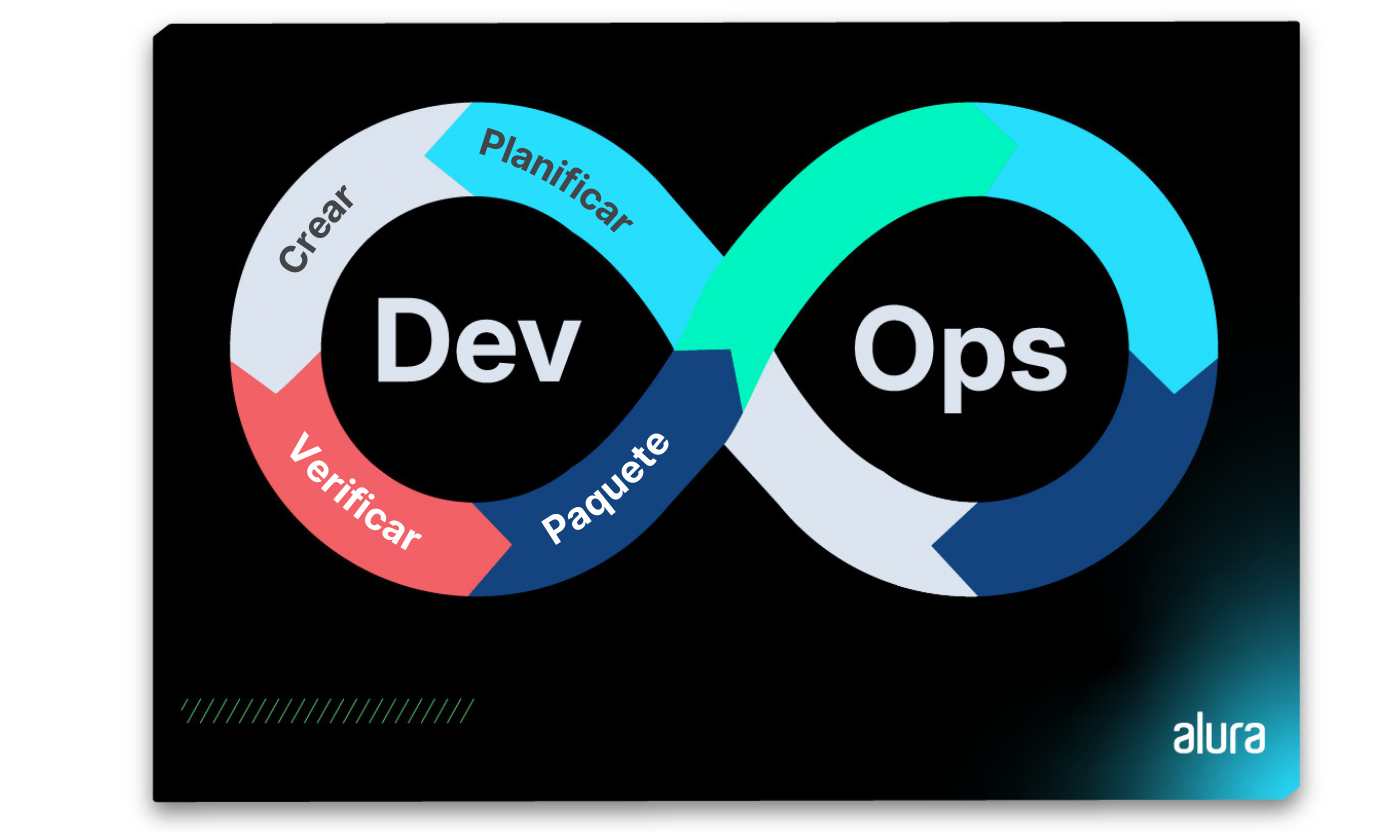 Planificar
Crear
Dev
Ops
Verificar
Paquete
alura